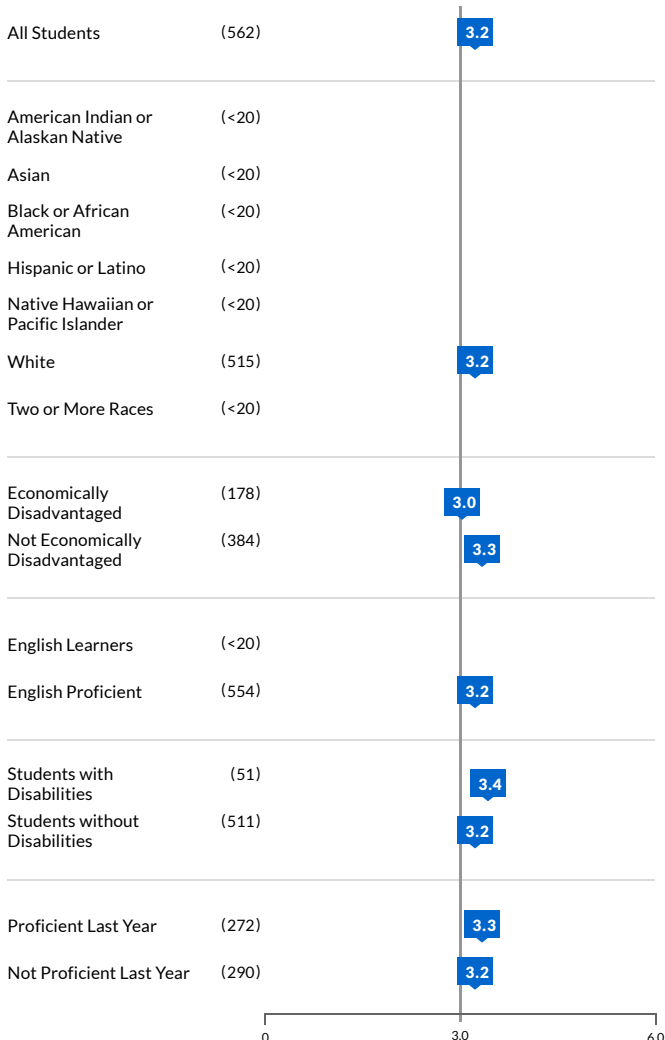 All Students (562) 3.2
American Indian or (<20)
Alaskan Native
Asian (<20)
Black or African (<20)
American
Hispanic or Latino (<20)
Native Hawaiian or (<20)
Pacific Islander
White (515) 3.2
Two or More Races (<20)
Economically (178) 3.0
Disadvantaged
Not Economically (384) 3.3
Disadvantaged
English Learners (<20)
English Proficient (554) 3.2
Students with (51) 3.4
Disabilities
Students without (511) 3.2
Disabilities
Proficient Last Year (272) 3.3
Not Proficient Last Year (290) 3.2
0 3.0 6.0